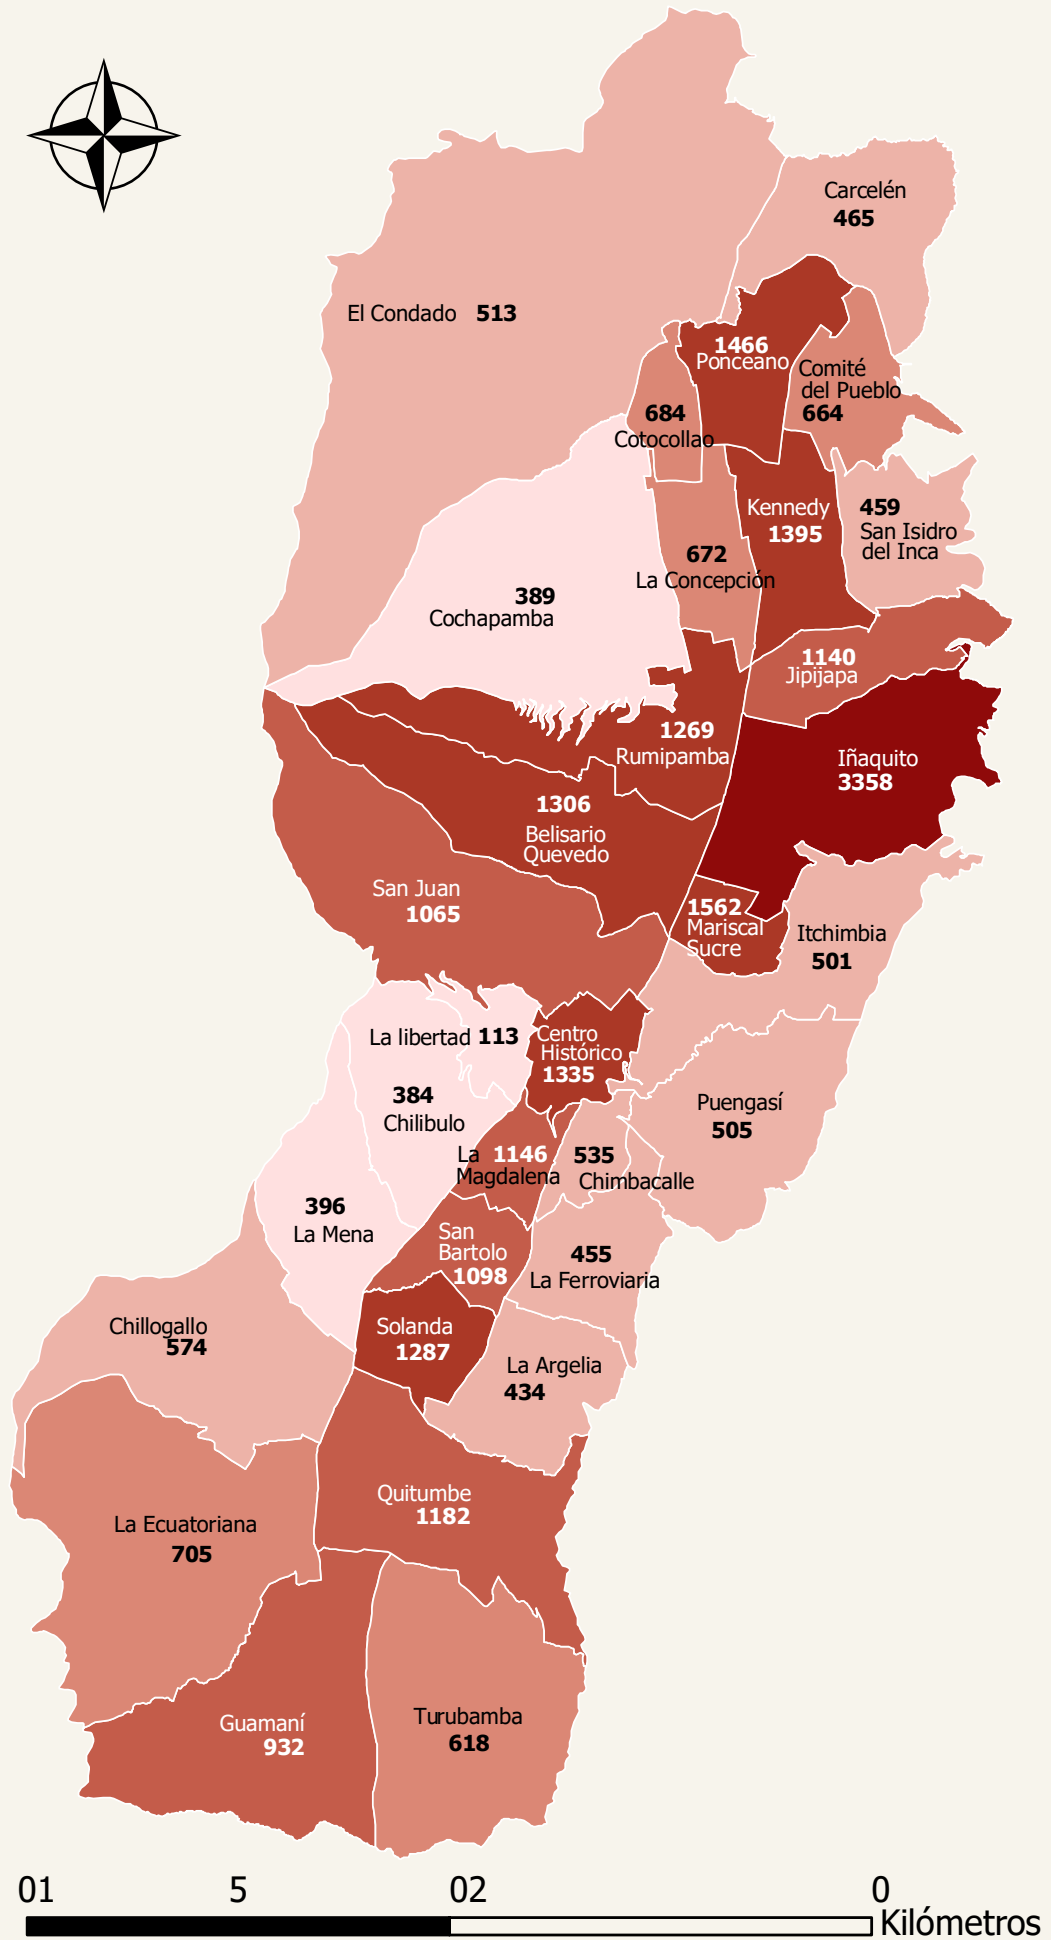 Carcelén
465
El Condado 513
1466
Ponceano
Comité
del Pueblo
664
684
Cotocollao
Kennedy
1395
459
San Isidro
del Inca
672
La Concepción
389
Cochapamba
1140
Jipijapa
1269
Rumipamba
Iñaquito
3358
1306
Belisario
Quevedo
San Juan
1065
1562
Mariscal
Sucre
Itchimbia
501
La libertad 113
Centro
Histórico
1335
384
Chilibulo
Puengasí
505
La 1146
Magdalena
535
Chimbacalle
396
La Mena
San
Bartolo
1098
455
La Ferroviaria
Chillogallo
574
Solanda
1287
La Argelia
434
Quitumbe
1182
La Ecuatoriana
705
Guamaní
932
Turubamba
618
01 5 02 0
Kilómetros